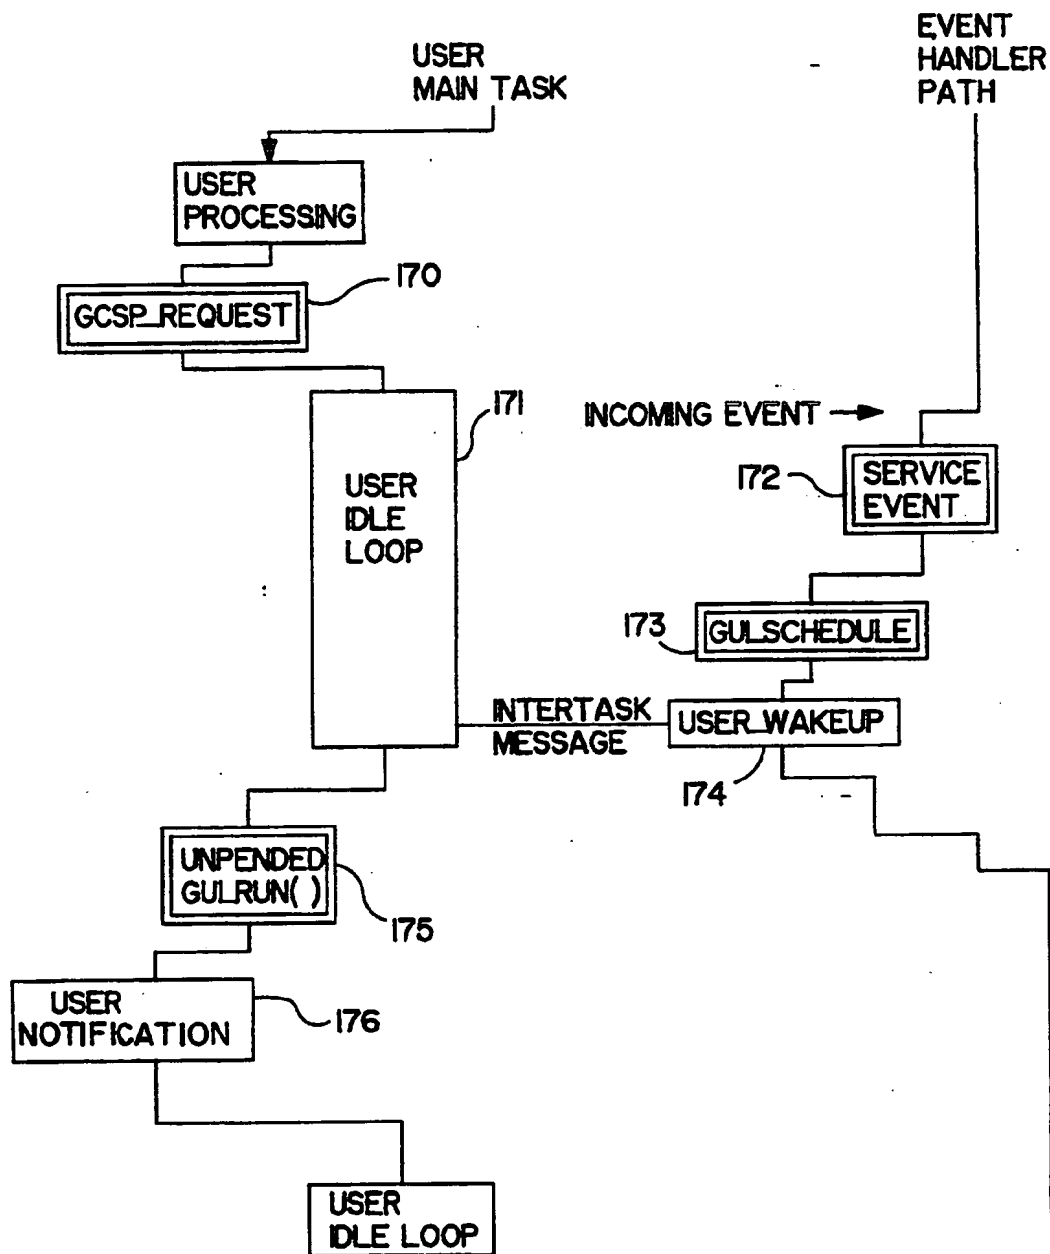 USER
MAIN TASK
EVENT
HANDLER
PATH
USER
PROCESSING
170
GCSP_REQUEST
171
USER
IDLE
LOOP
INCOMING EVENT
172
SERVICE
EVENT
173
GULSCHEDULE
INTERTASK
MESSAGE
USER_WAKEUP
174
UNPENDED
GULRUN( )
175
USER
NOTIFICATION
176
USER
IDLE LOOP